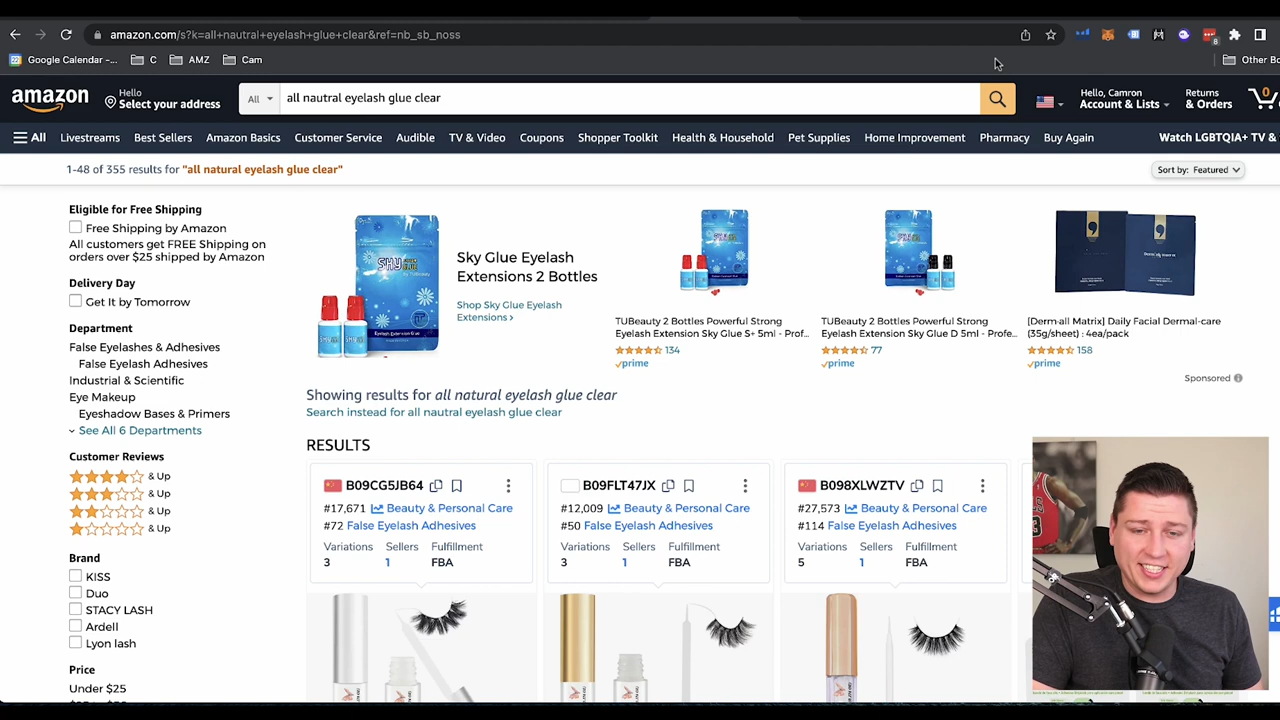 amazon.com/s?k=all+nautral+eyelash+glue+clear&ref=nb_sb_noss
8
Google Calendar -...
C
AMZ
Cam
Other Bo
amazon
Hello
Select your address
All
all nautral eyelash glue clear
Hello, Camron
Account & Lists
Returns
& Orders
0
All
Livestreams
Best Sellers
Amazon Basics
Customer Service
Audible
TV & Video
Coupons
Shopper Toolkit
Health & Household
Pet Supplies
Home Improvement
Pharmacy
Buy Again
Watch LGBTQIA+ TV &
1-48 of 355 results for "all natural eyelash glue clear"
Sort by: Featured
Eligible for Free Shipping
Free Shipping by Amazon
All customers get FREE Shipping on
orders over $25 shipped by Amazon
Delivery Day
Get It by Tomorrow
Department
False Eyelashes & Adhesives
False Eyelash Adhesives
Industrial & Scientific
Eye Makeup
Eyeshadow Bases & Primers
See All 6 Departments
Customer Reviews
& Up
& Up
& Up
& Up
Brand
KISS
Duo
STACY LASH
Ardell
Lyon lash
Price
Under $25
SKY
Sky Glue Eyelash
Extensions 2 Bottles
Shop Sky Glue Eyelash
Extensions ›
TUBeauty 2 Bottles Powerful Strong
Eyelash Extension Sky Glue S+ 5ml - Profe...
134
prime
TUBeauty 2 Bottles Powerful Strong
Eyelash Extension Sky Glue D 5ml - Profe...
77
prime
[Derm·all Matrix] Daily Facial Dermal-care
(35g/sheet) : 4ea/pack
158
prime
Sponsored
Showing results for all natural eyelash glue clear
Search instead for all nautral eyelash glue clear
RESULTS
B09CG5JB64
#17,671 Beauty & Personal Care
#72 False Eyelash Adhesives
Variations Sellers Fulfillment
3 1 FBA
B09FLT47JX
#12,009 Beauty & Personal Care
#50 False Eyelash Adhesives
Variations Sellers Fulfillment
3 1 FBA
B098XLWZTV
#27,573 Beauty & Personal Care
#114 False Eyelash Adhesives
Variations Sellers Fulfillment
5 1 FBA